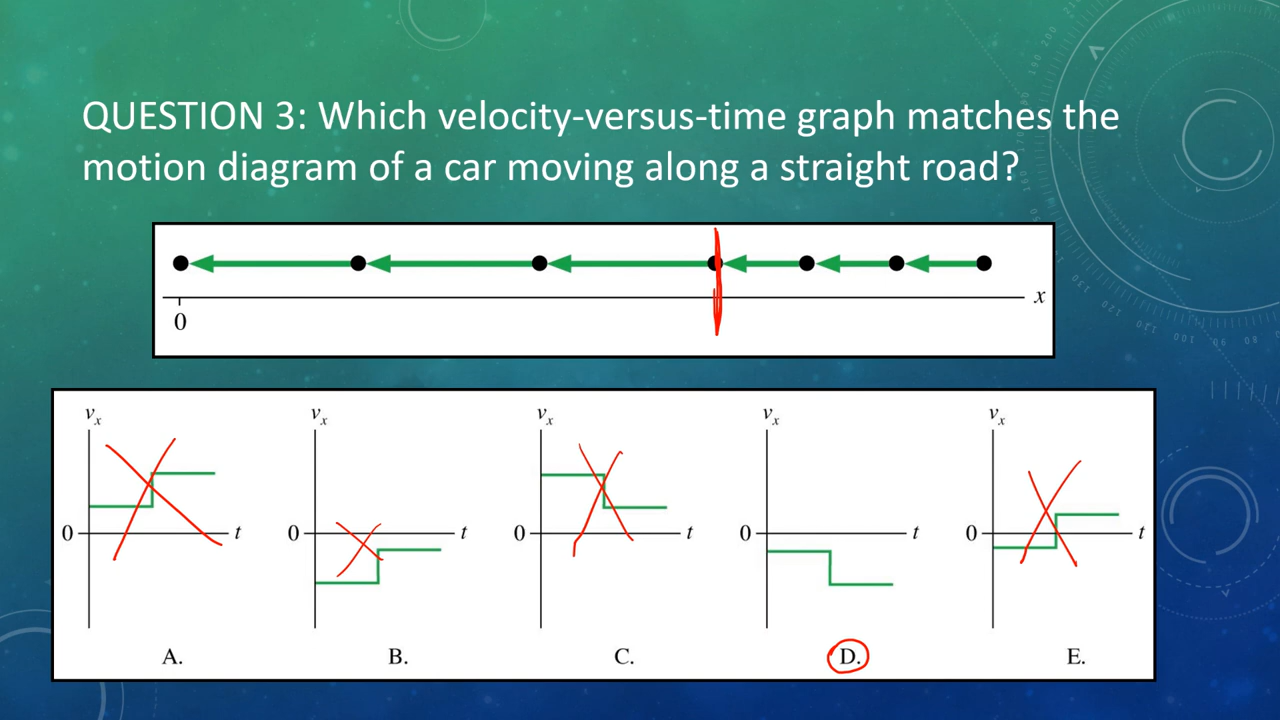 QUESTION 3: Which velocity-versus-time graph matches the
motion diagram of a car moving along a straight road?
x
0
vx vx vx vx vx
0 t 0 t 0 t 0 t 0 t
A. B. C. D. E.